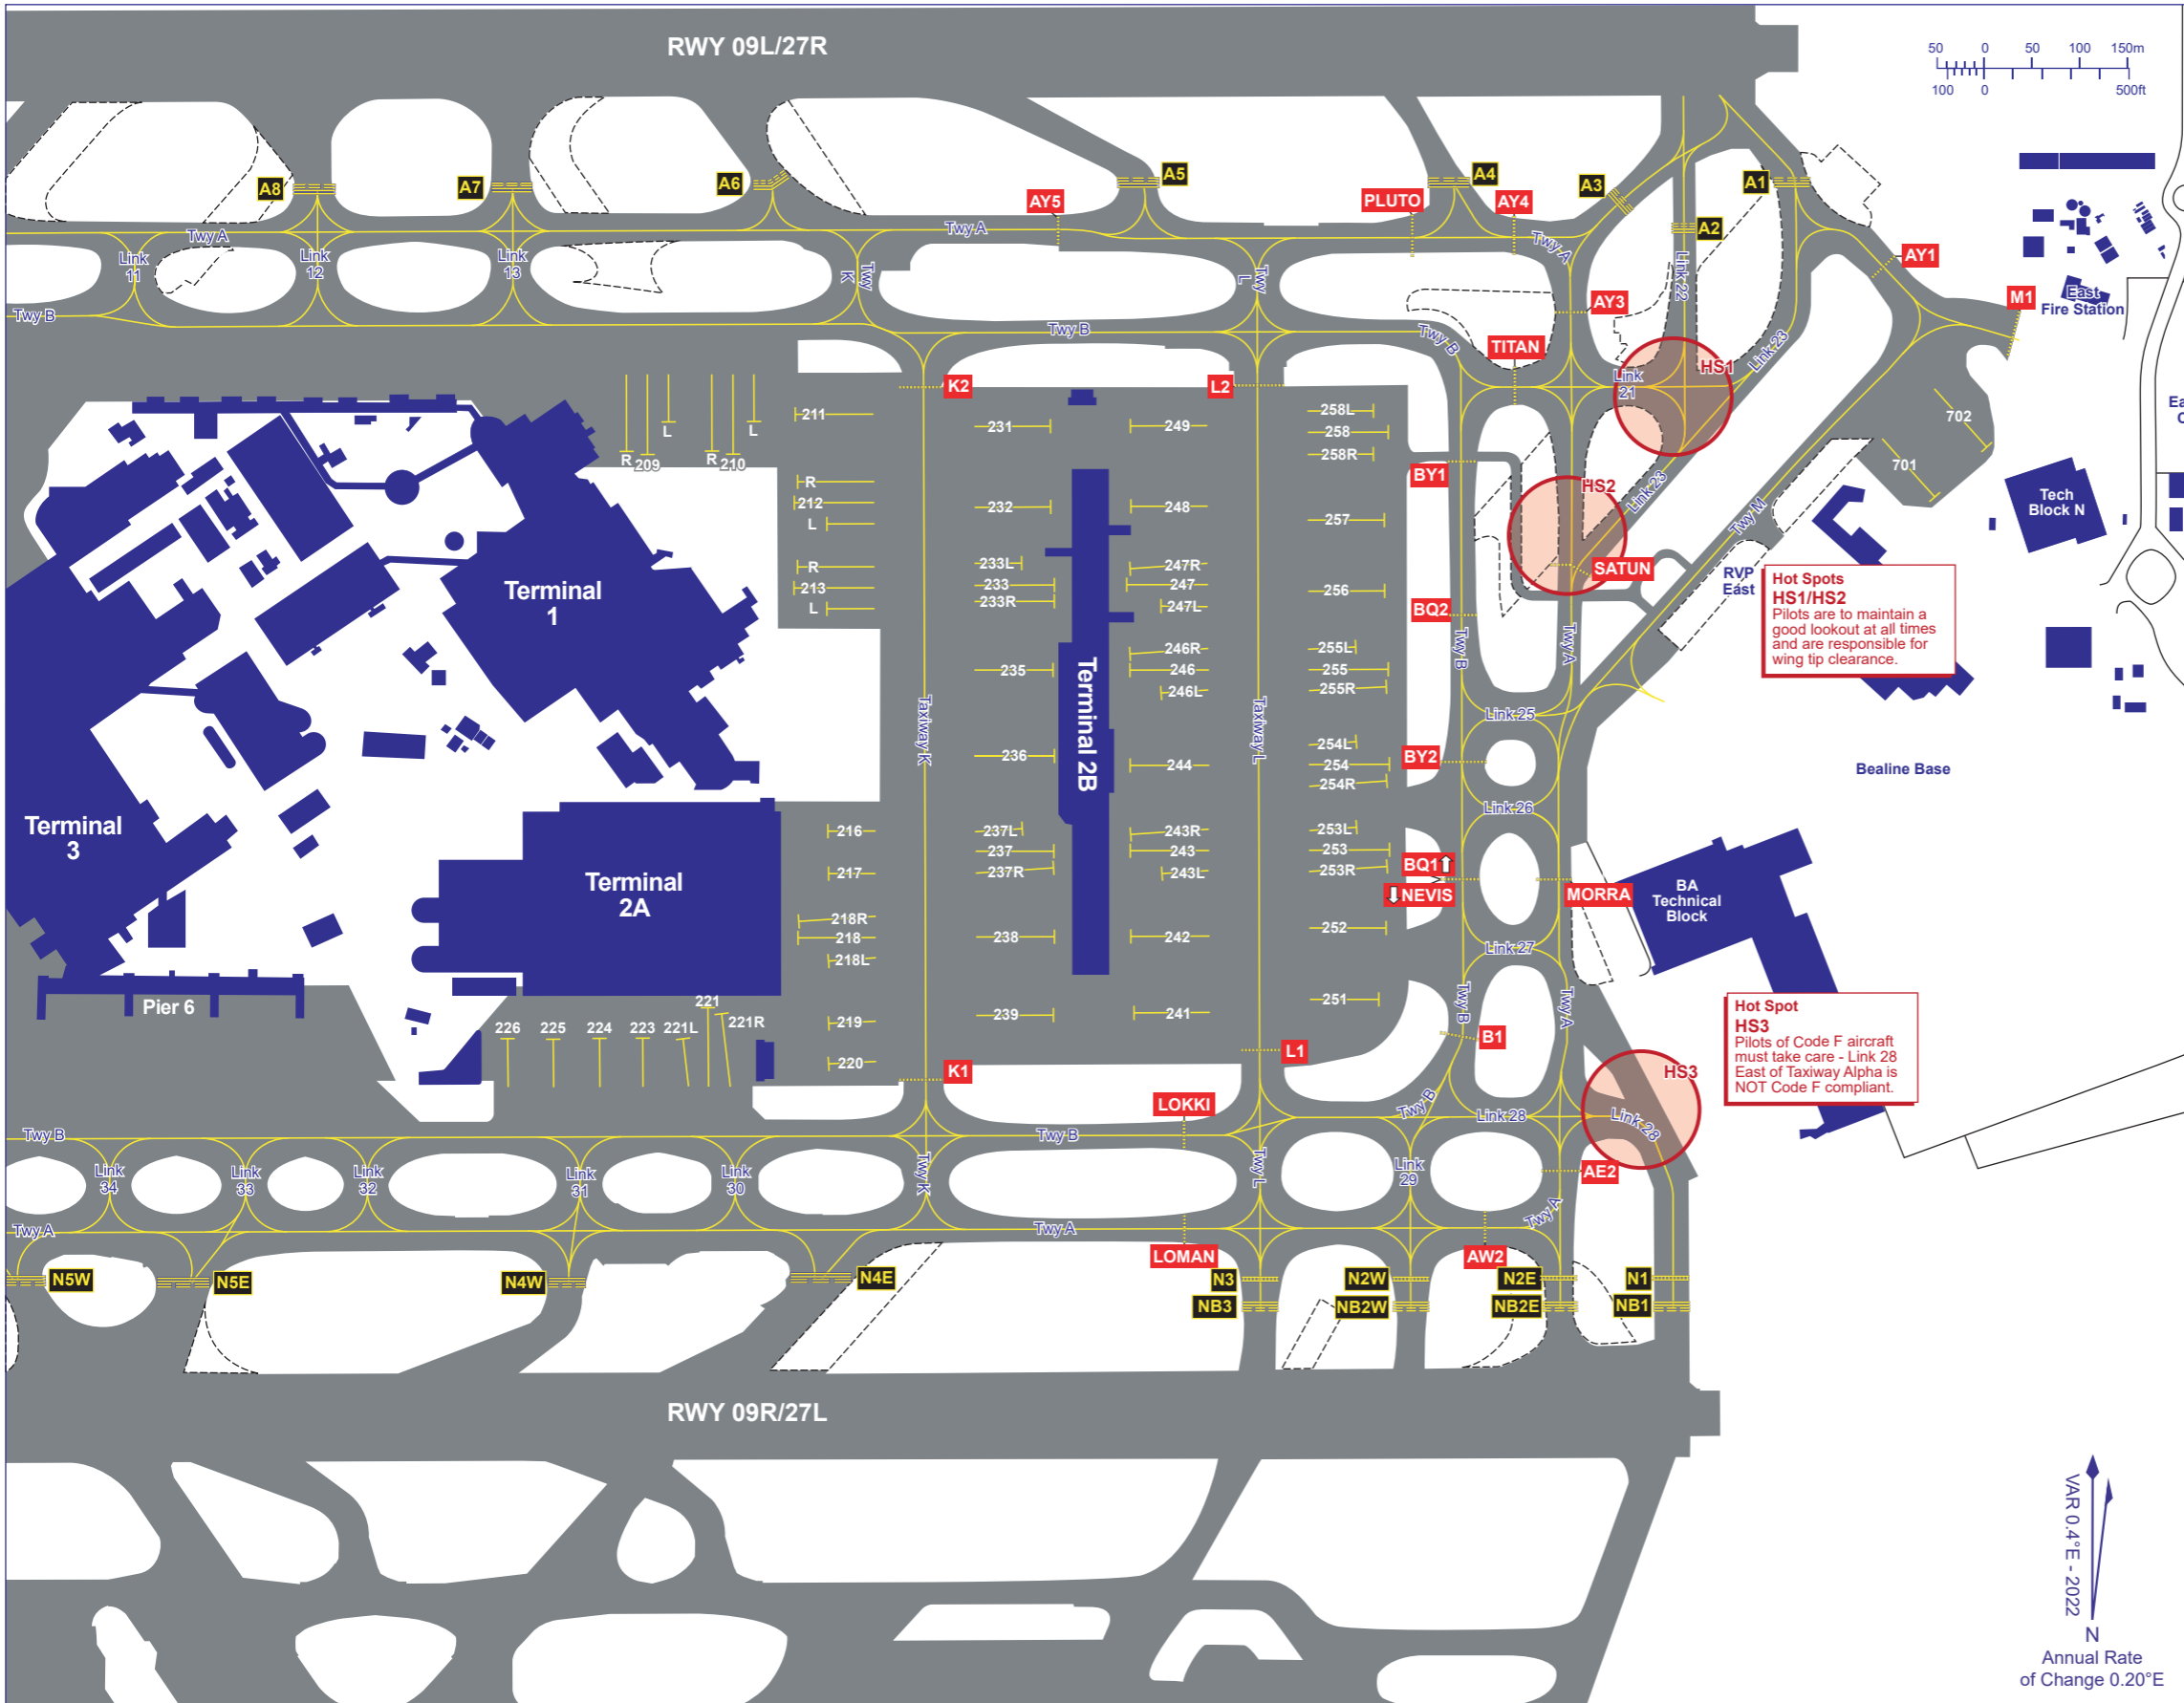 RWY 09L/27R
50 0 50 100 150m
100 0 500ft
A8
A7
A6
A5
A4
A3
A1
AY5
PLUTO
AY4
A2
AY1
M1
Twy A
Twy A
Twy A
Link 11
Link 12
Link 13
Twy K
Twy L
Link 22
East
Fire Station
Twy B
Twy B
Twy B
AY3
TITAN
HS1
Link 21
Link 23
K2
L2
211
L
L
R 209
R 210
231
249
258L
258
258R
BY1
702
701
R
212
L
232
248
257
HS2
Link 23
Twy M
Tech
Block N
R
213
L
233L
233
233R
247R
247
247L
256
SATUN
BQ2
RVP
East
Hot Spots
HS1/HS2
Pilots are to maintain a
good lookout at all times
and are responsible for
wing tip clearance.
Terminal
1
235
246R
246
246L
255L
255
255R
Twy B
Twy A
Taxiway K
Terminal 2B
Taxiway L
Link 25
236
244
254L
254
254R
BY2
Bealine Base
Link 26
Terminal
3
216
217
237L
237
237R
243R
243
243L
253L
253
253R
BQ1
NEVIS
MORRA
BA
Technical
Block
Terminal
2A
218R
218
218L
238
242
252
Link 27
Pier 6
226
225
224
223
221L
221
221R
219
220
239
241
251
Twy B
Twy A
B1
L1
K1
Hot Spot
HS3
Pilots of Code F aircraft
must take care - Link 28
East of Taxiway Alpha is
NOT Code F compliant.
HS3
LOKKI
Twy B
Link 28
Link 28
Twy B
Twy B
Link 34
Link 33
Link 32
Link 31
Link 30
Twy K
Twy L
Link 29
AE2
Twy A
Twy A
Twy A
LOMAN
AW2
N5W
N5E
N4W
N4E
N3
N2W
N2E
N1
NB3
NB2W
NB2E
NB1
RWY 09R/27L
VAR 0.4°E - 2022
N
Annual Rate
of Change 0.20°E